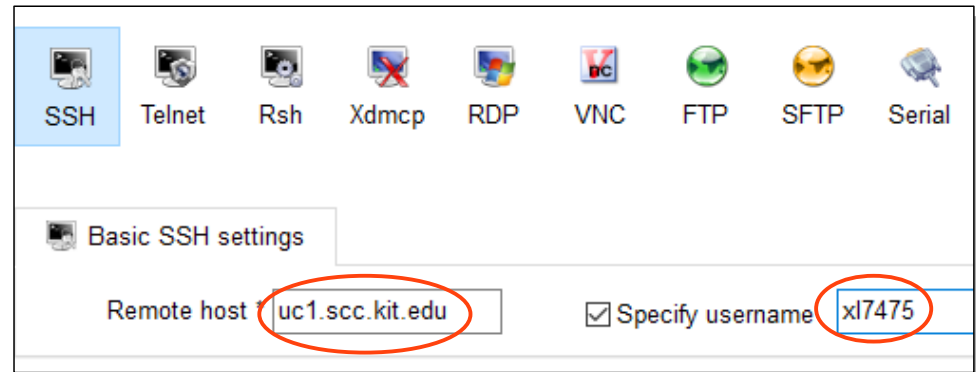 SSH Telnet Rsh Xdmcp RDP VNC FTP SFTP Serial
Basic SSH settings
Remote host * uc1.scc.kit.edu Specify username xl7475